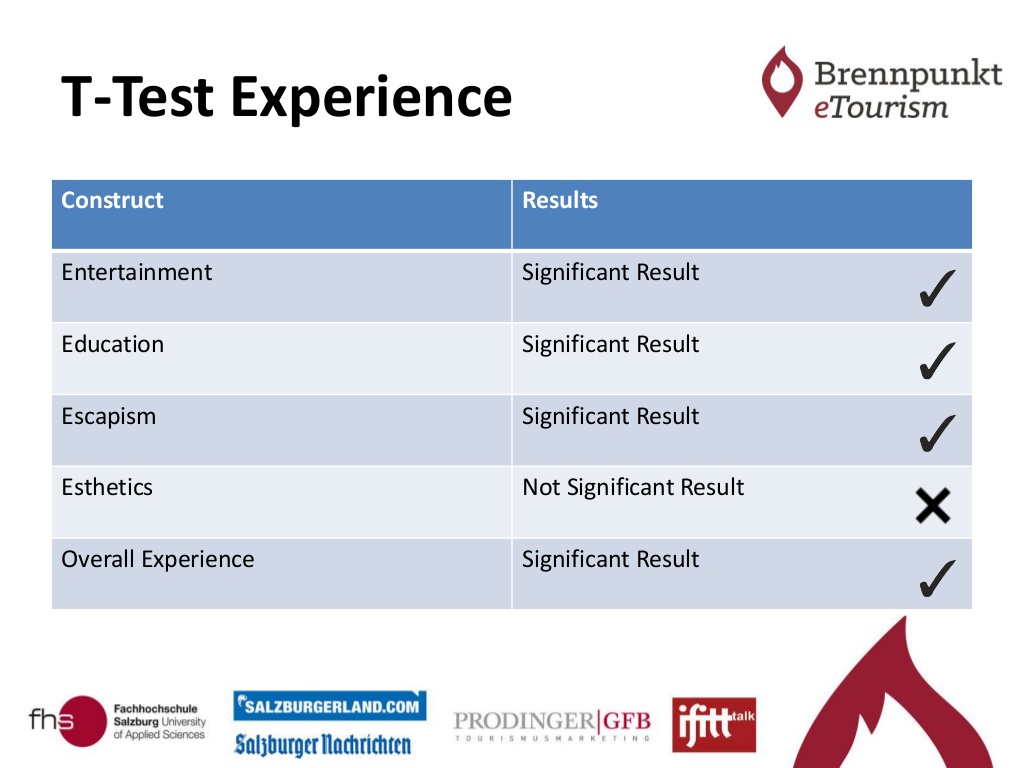 T-Test Experience
Brennpunkt
eTourism
Construct Results
Entertainment Significant Result ✓
Education Significant Result ✓
Escapism Significant Result ✓
Esthetics Not Significant Result ×
Overall Experience Significant Result ✓
fhs
Fachhochschule
Salzburg University
of Applied Sciences
SALZBURGERLAND.COM
Salzburger Nachrichten
PRODINGER|GFB
TOURISMUSMARKETING
ifitt talk